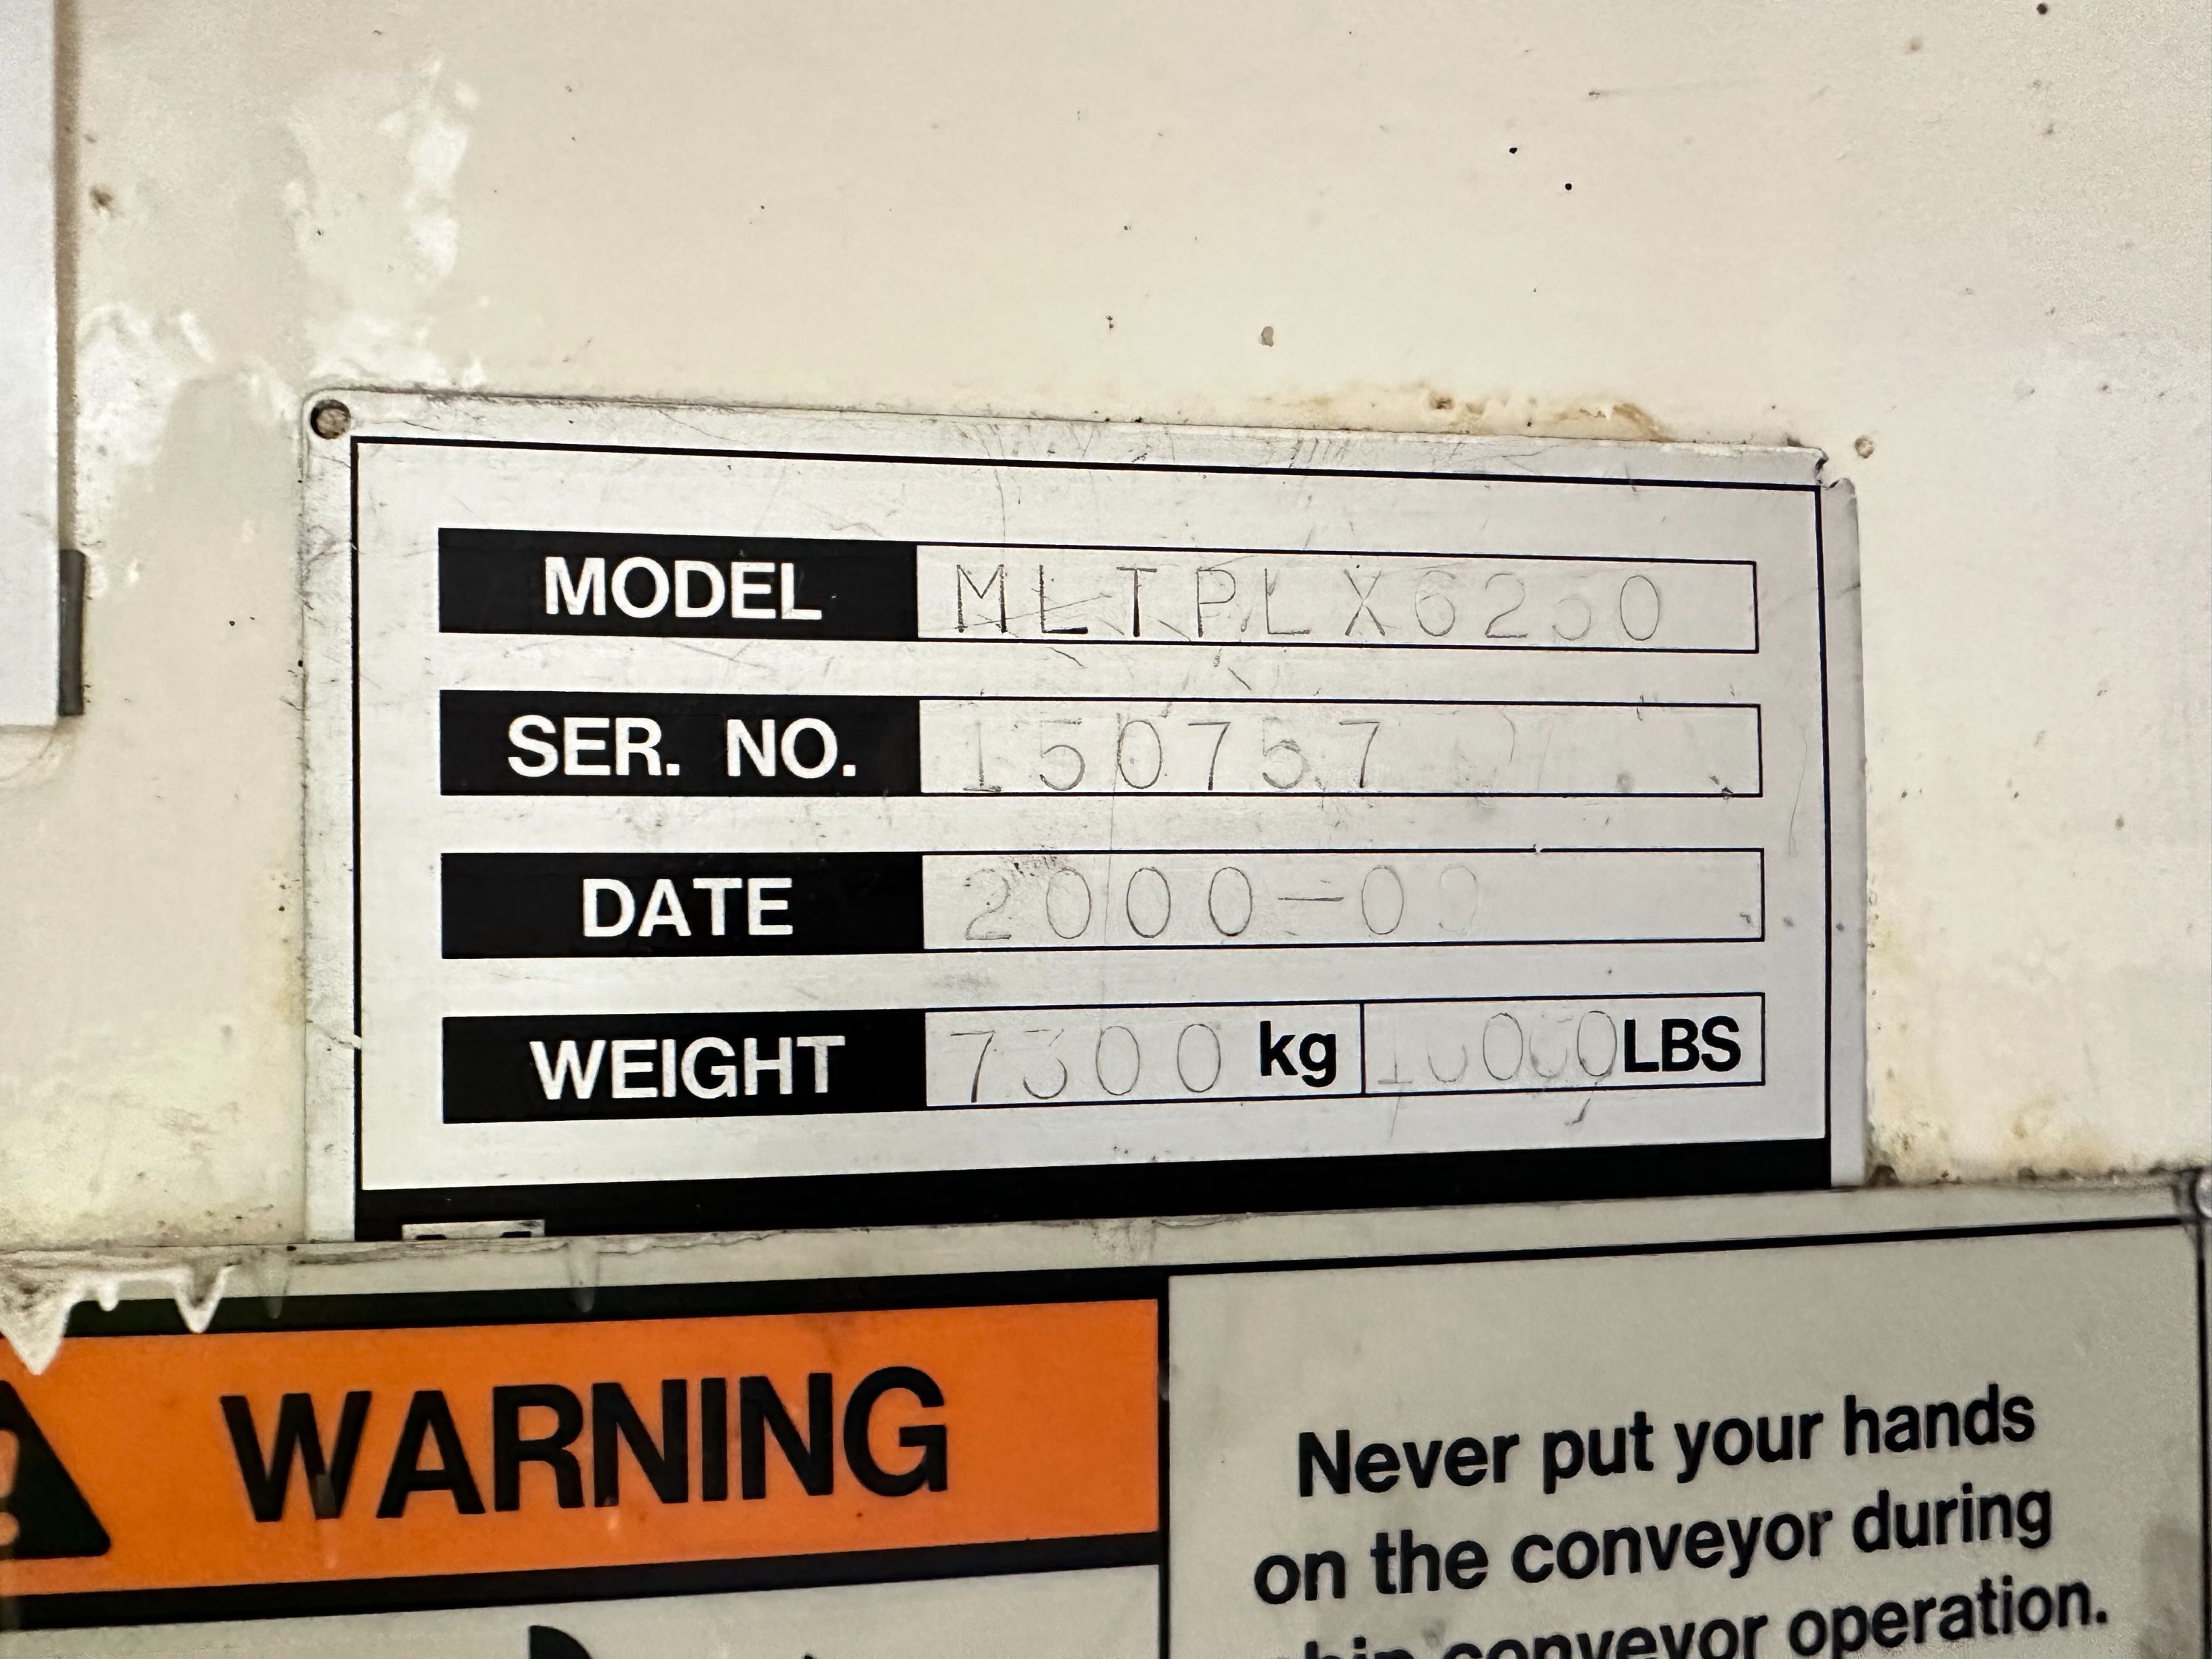 MODEL MLTPLX6250
SER. NO. 150757
DATE 2000-09
WEIGHT 7300 kg LBS
WARNING
Never put your hands
on the conveyor during
conveyor operation.